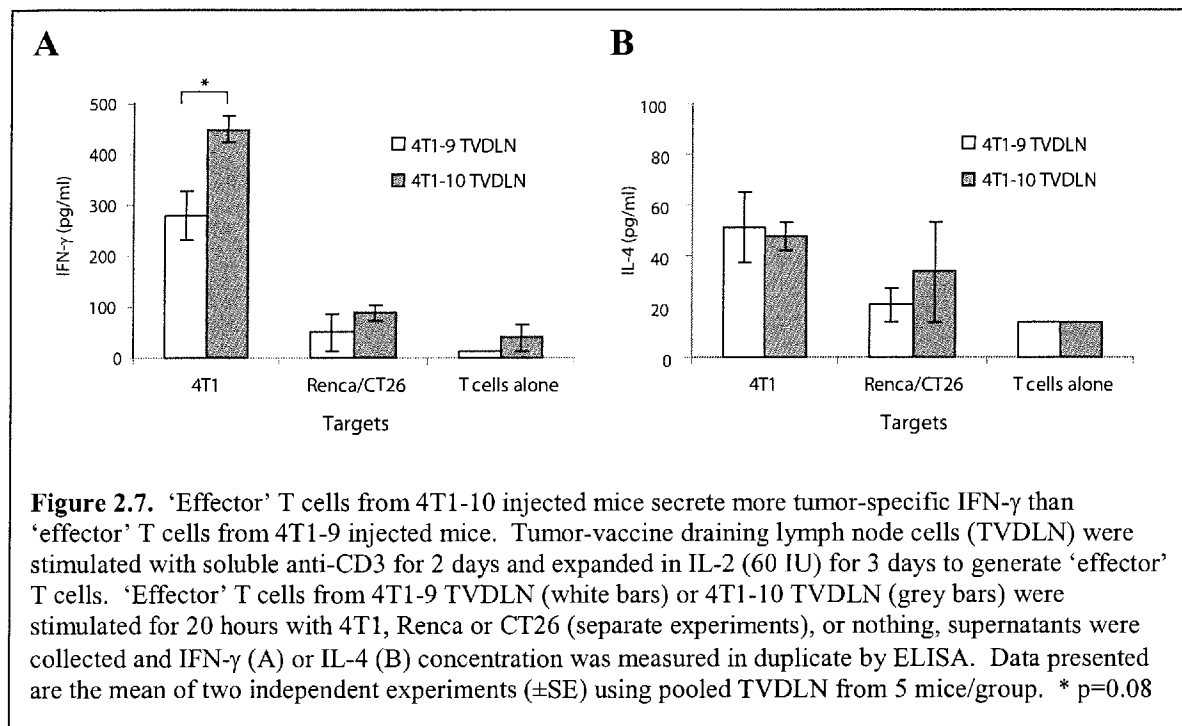 A
B
*
500
400
300
200
100
0
IFN-γ (pg/ml)
4T1-9 TVDLN
4T1-10 TVDLN
4T1
Renca/CT26
T cells alone
Targets
100
80
60
40
20
0
IL-4 (pg/ml)
4T1-9 TVDLN
4T1-10 TVDLN
4T1
Renca/CT26
T cells alone
Targets
Figure 2.7. ‘Effector’ T cells from 4T1-10 injected mice secrete more tumor-specific IFN-γ than
‘effector’ T cells from 4T1-9 injected mice. Tumor-vaccine draining lymph node cells (TVDLN) were
stimulated with soluble anti-CD3 for 2 days and expanded in IL-2 (60 IU) for 3 days to generate ‘effector’
T cells. ‘Effector’ T cells from 4T1-9 TVDLN (white bars) or 4T1-10 TVDLN (grey bars) were
stimulated for 20 hours with 4T1, Renca or CT26 (separate experiments), or nothing, supernatants were
collected and IFN-γ (A) or IL-4 (B) concentration was measured in duplicate by ELISA. Data presented
are the mean of two independent experiments (±SE) using pooled TVDLN from 5 mice/group. * p=0.08